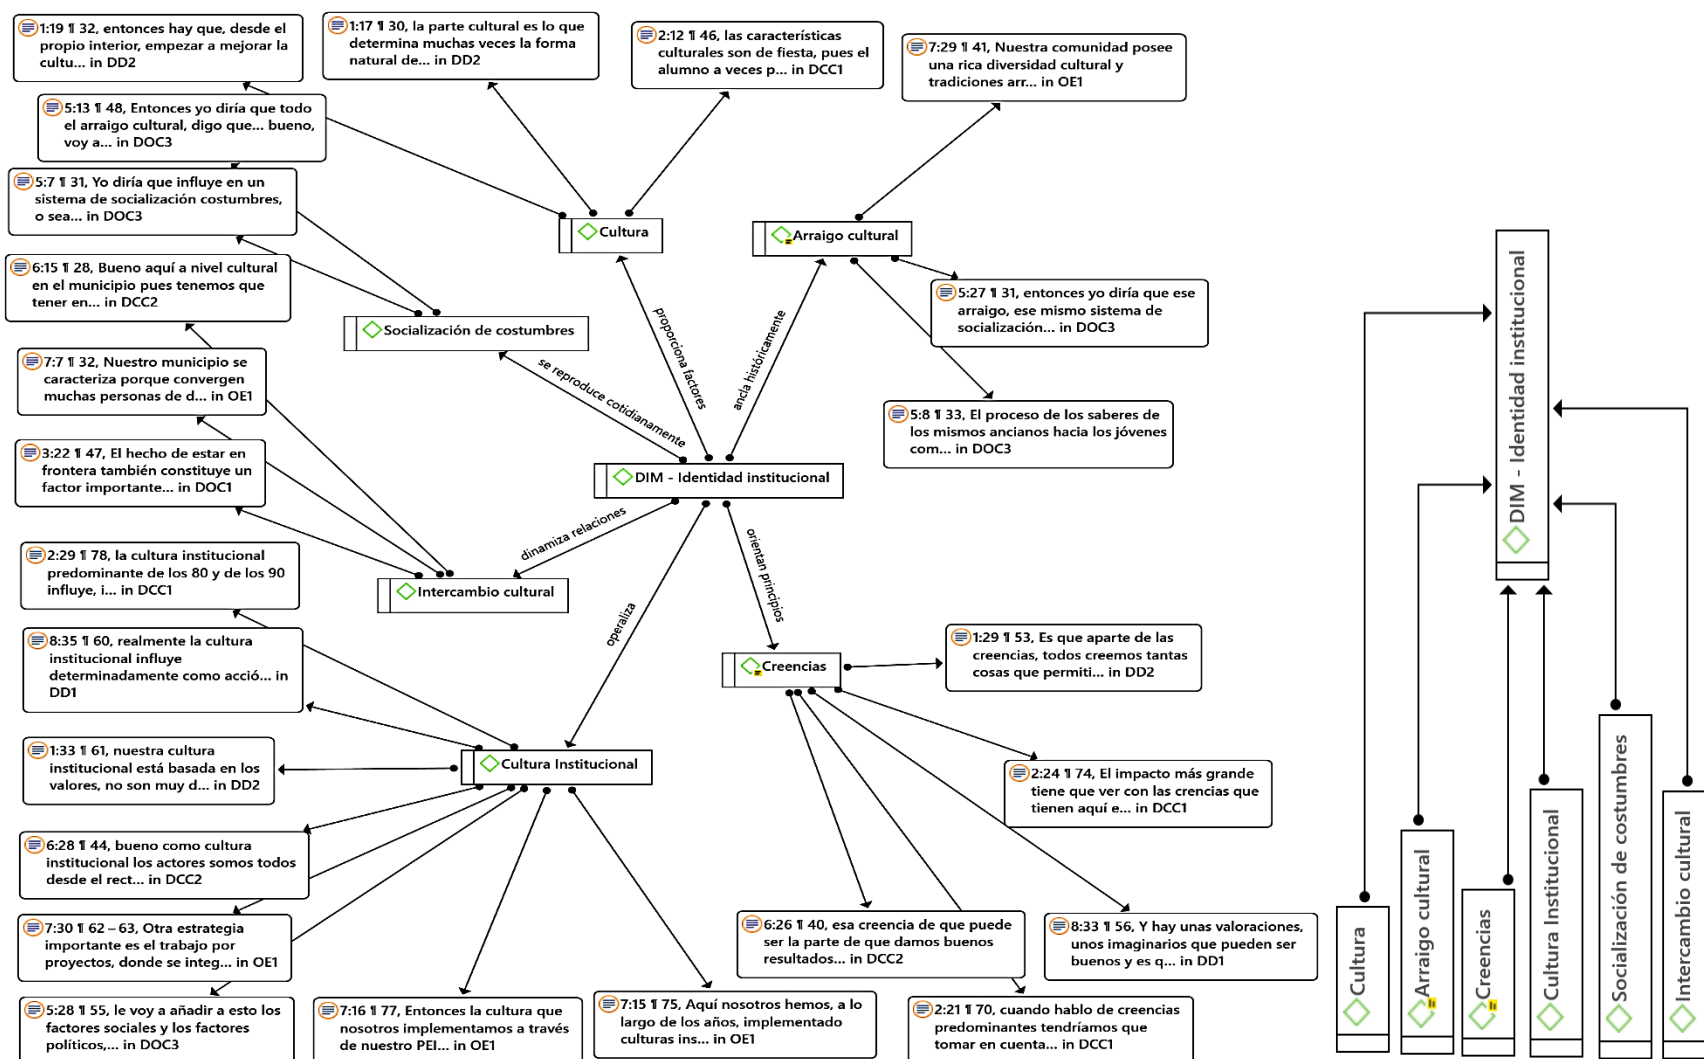 1:19 ¶ 32, entonces hay que, desde el
propio interior, empezar a mejorar la
cultu... in DD2
1:17 ¶ 30, la parte cultural es lo que
determina muchas veces la forma
natural de... in DD2
2:12 ¶ 46, las características
culturales son de fiesta, pues el
alumno a veces p... in DCC1
7:29 ¶ 41, Nuestra comunidad posee
una rica diversidad cultural y
tradiciones arr... in OE1
5:13 ¶ 48, Entonces yo diría que todo
el arraigo cultural, digo que... bueno,
voy a... in DOC3
5:7 ¶ 31, Yo diría que influye en un
sistema de socialización costumbres,
o sea... in DOC3
Cultura
Arraigo cultural
6:15 ¶ 28, Bueno aquí a nivel cultural
en el municipio pues tenemos que
tener en... in DCC2
5:27 ¶ 31, entonces yo diría que ese
arraigo, ese mismo sistema de
socialización... in DOC3
Socialización de costumbres
proporciona factores
ancla históricamente
se reproduce cotidianamente
7:7 ¶ 32, Nuestro municipio se
caracteriza porque convergen
muchas personas de d... in OE1
5:8 ¶ 33, El proceso de los saberes de
los mismos ancianos hacia los jóvenes
com... in DOC3
3:22 ¶ 47, El hecho de estar en
frontera también constituye un
factor importante... in DOC1
DIM - Identidad institucional
dinamiza relaciones
orientan principios
operaliza
2:29 ¶ 78, la cultura institucional
predominante de los 80 y de los 90
influye, i... in DCC1
Intercambio cultural
8:35 ¶ 60, realmente la cultura
institucional influye
determinadamente como acció... in
DD1
Creencias
1:29 ¶ 53, Es que aparte de las
creencias, todos creemos tantas
cosas que permiti... in DD2
1:33 ¶ 61, nuestra cultura
institucional está basada en los
valores, no son muy d... in DD2
Cultura Institucional
2:24 ¶ 74, El impacto más grande
tiene que ver con las crencias que
tienen aquí e... in DCC1
6:28 ¶ 44, bueno como cultura
institucional los actores somos todos
desde el rect... in DCC2
7:30 ¶ 62 – 63, Otra estrategia
importante es el trabajo por
proyectos, donde se integ... in OE1
6:26 ¶ 40, esa creencia de que puede
ser la parte de que damos buenos
resultados... in DCC2
8:33 ¶ 56, Y hay unas valoraciones,
unos imaginarios que pueden ser
buenos y es q... in DD1
5:28 ¶ 55, le voy a añadir a esto los
factores sociales y los factores
políticos,... in DOC3
7:16 ¶ 77, Entonces la cultura que
nosotros implementamos a través
de nuestro PEI... in OE1
7:15 ¶ 75, Aquí nosotros hemos, a lo
largo de los años, implementado
culturas ins... in OE1
2:21 ¶ 70, cuando hablo de creencias
predominantes tendríamos que
tomar en cuenta... in DCC1
DIM - Identidad institucional
Cultura
Arraigo cultural
Creencias
Cultura Institucional
Socialización de costumbres
Intercambio cultural